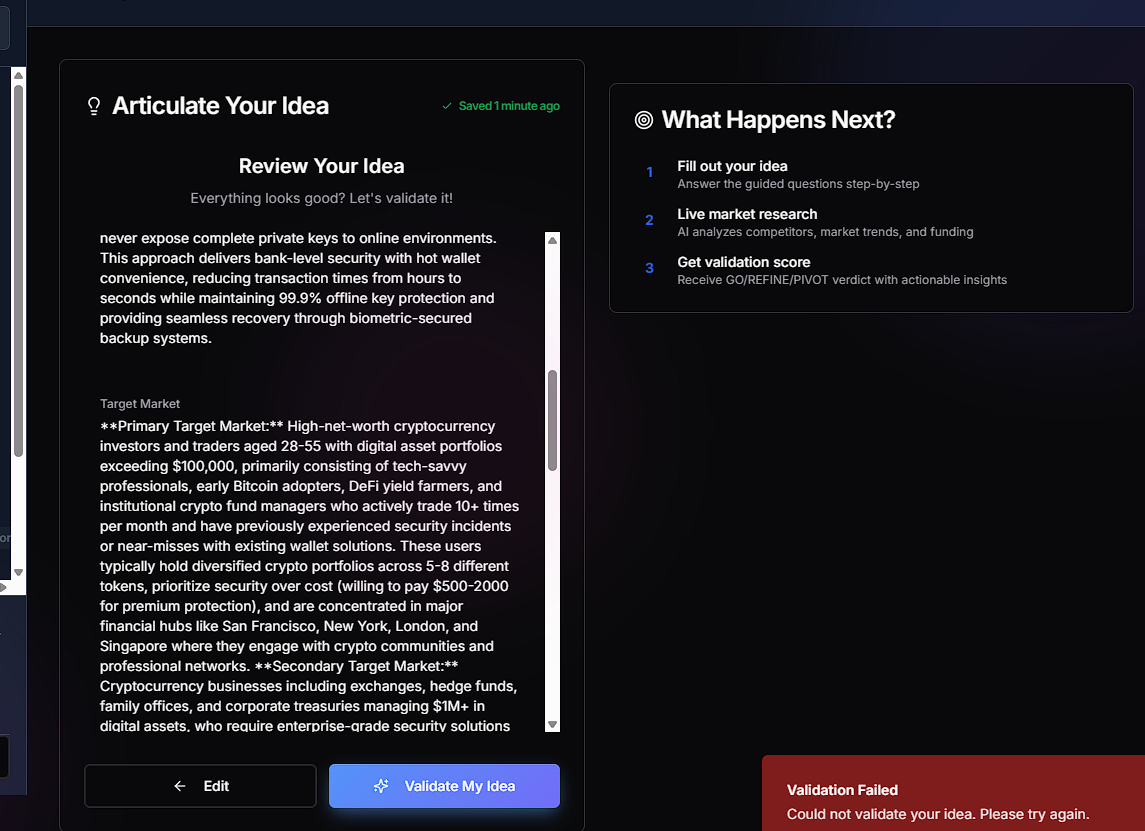 Articulate Your Idea
Saved 1 minute ago
Review Your Idea
Everything looks good? Let's validate it!
never expose complete private keys to online environments.
This approach delivers bank-level security with hot wallet
convenience, reducing transaction times from hours to
seconds while maintaining 99.9% offline key protection and
providing seamless recovery through biometric-secured
backup systems.
Target Market
**Primary Target Market:** High-net-worth cryptocurrency
investors and traders aged 28-55 with digital asset portfolios
exceeding $100,000, primarily consisting of tech-savvy
professionals, early Bitcoin adopters, DeFi yield farmers, and
institutional crypto fund managers who actively trade 10+ times
per month and have previously experienced security incidents
or near-misses with existing wallet solutions. These users
typically hold diversified crypto portfolios across 5-8 different
tokens, prioritize security over cost (willing to pay $500-2000
for premium protection), and are concentrated in major
financial hubs like San Francisco, New York, London, and
Singapore where they engage with crypto communities and
professional networks. **Secondary Target Market:**
Cryptocurrency businesses including exchanges, hedge funds,
family offices, and corporate treasuries managing $1M+ in
digital assets, who require enterprise-grade security solutions
Edit
Validate My Idea
What Happens Next?
1 Fill out your idea
Answer the guided questions step-by-step
2 Live market research
AI analyzes competitors, market trends, and funding
3 Get validation score
Receive GO/REFINE/PIVOT verdict with actionable insights
Validation Failed
Could not validate your idea. Please try again.